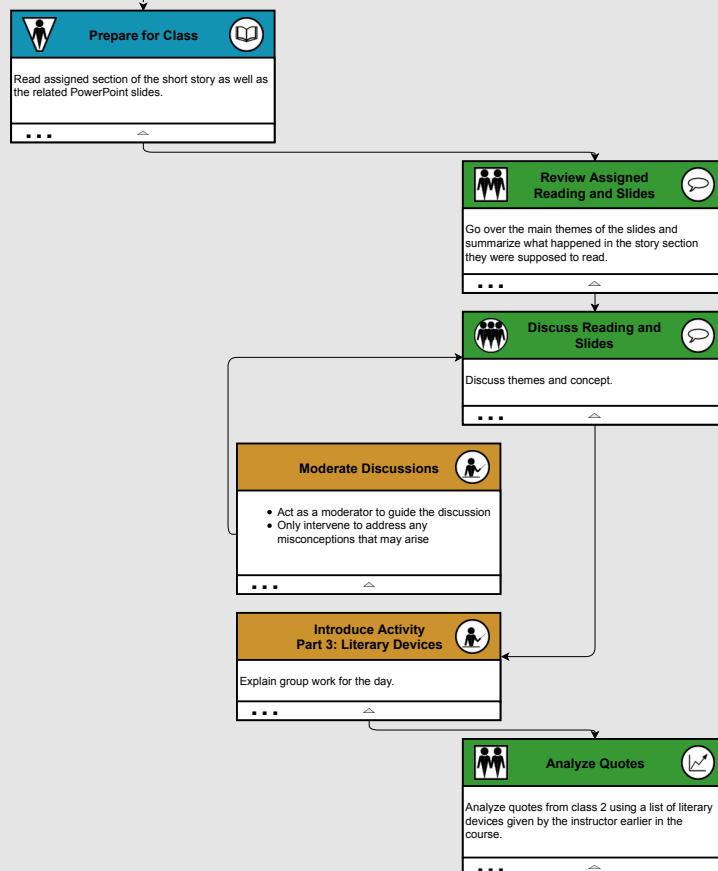 Prepare for Class
Read assigned section of the short story as well as
the related PowerPoint slides.
Review Assigned
Reading and Slides
Go over the main themes of the slides and
summarize what happened in the story section
they were supposed to read.
Discuss Reading and
Slides
Discuss themes and concept.
Moderate Discussions
• Act as a moderator to guide the discussion
• Only intervene to address any
misconceptions that may arise
Introduce Activity
Part 3: Literary Devices
Explain group work for the day.
Analyze Quotes
Analyze quotes from class 2 using a list of literary
devices given by the instructor earlier in the
course.